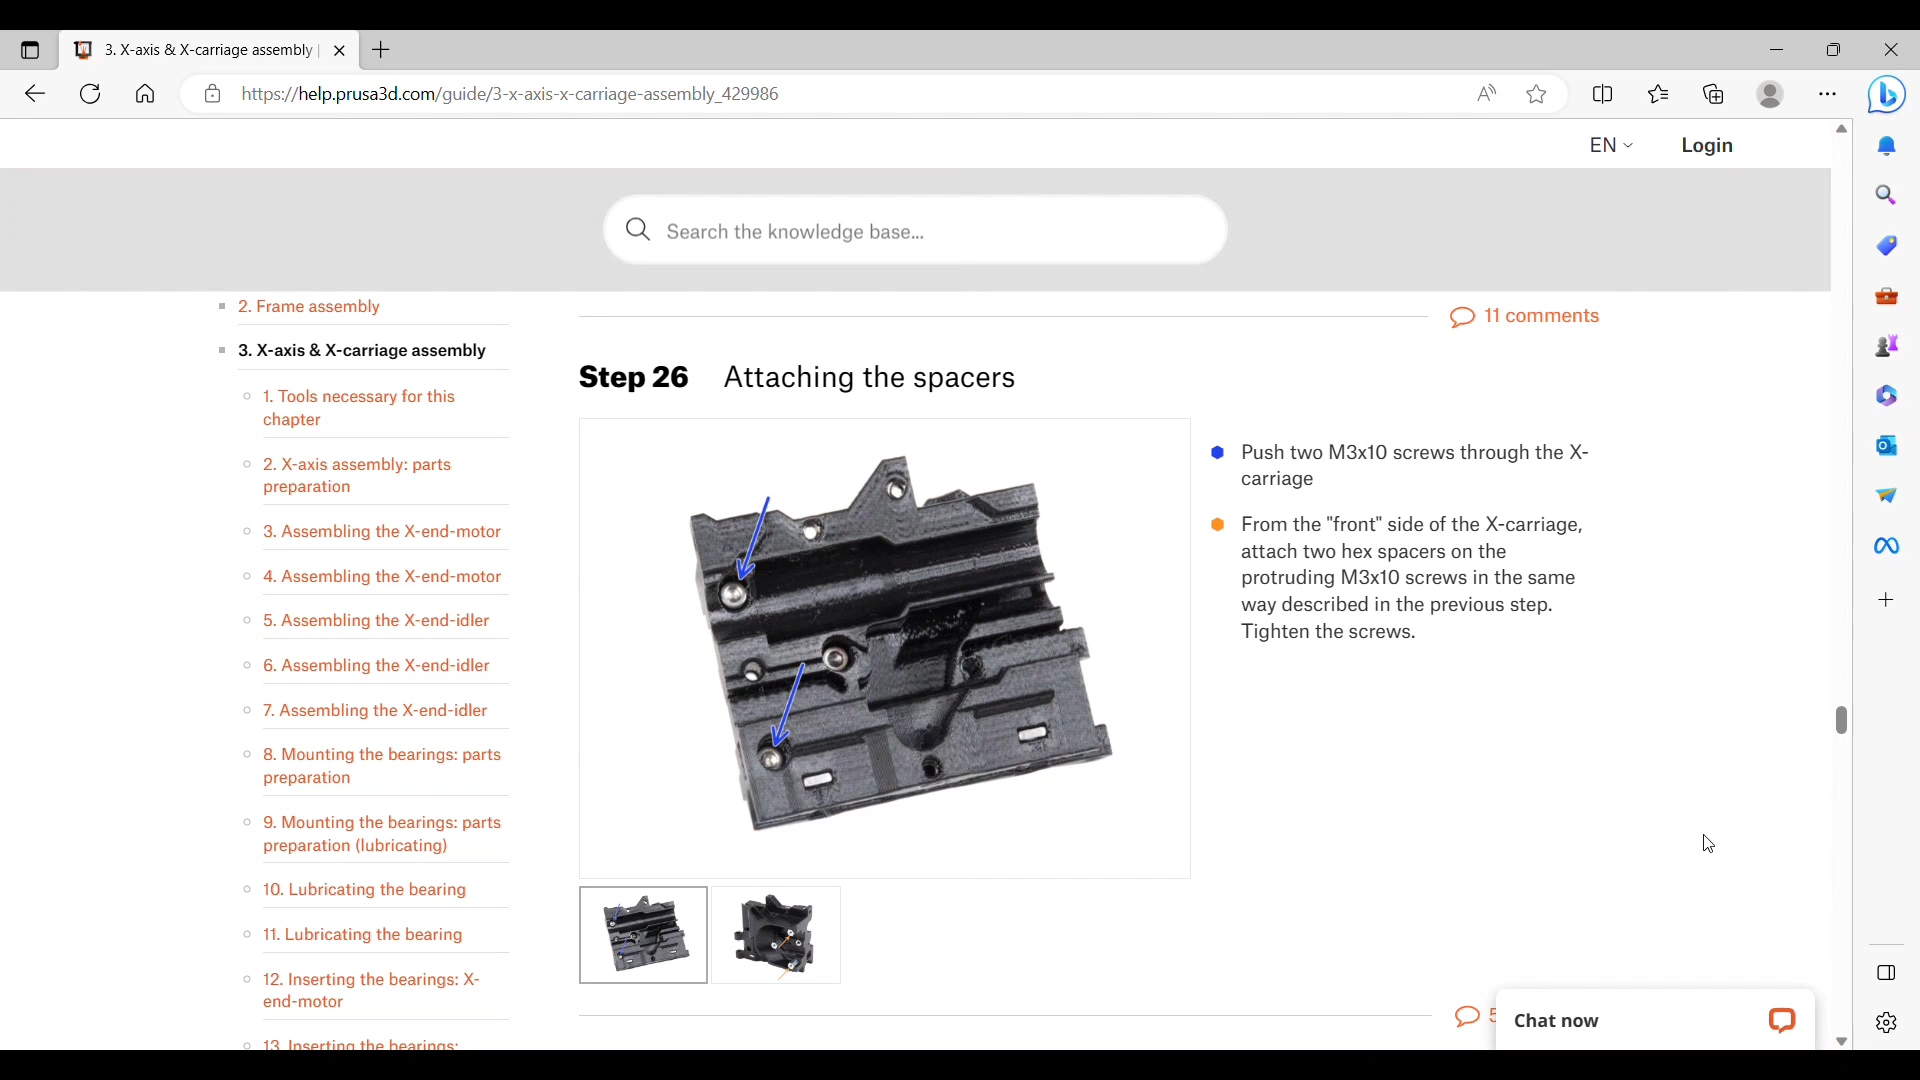 3. X-axis & X-carriage assembly |
https://help.prusa3d.com/guide/3-x-axis-x-carriage-assembly_429986
EN
Login
Search the knowledge base...
2. Frame assembly
3. X-axis & X-carriage assembly
1. Tools necessary for this
chapter
2. X-axis assembly: parts
preparation
3. Assembling the X-end-motor
4. Assembling the X-end-motor
5. Assembling the X-end-idler
6. Assembling the X-end-idler
7. Assembling the X-end-idler
8. Mounting the bearings: parts
preparation
9. Mounting the bearings: parts
preparation (lubricating)
10. Lubricating the bearing
11. Lubricating the bearing
12. Inserting the bearings: X-
end-motor
13. Inserting the bearings:
11 comments
Step 26 Attaching the spacers
Push two M3x10 screws through the X-
carriage
From the "front" side of the X-carriage,
attach two hex spacers on the
protruding M3x10 screws in the same
way described in the previous step.
Tighten the screws.
5
Chat now